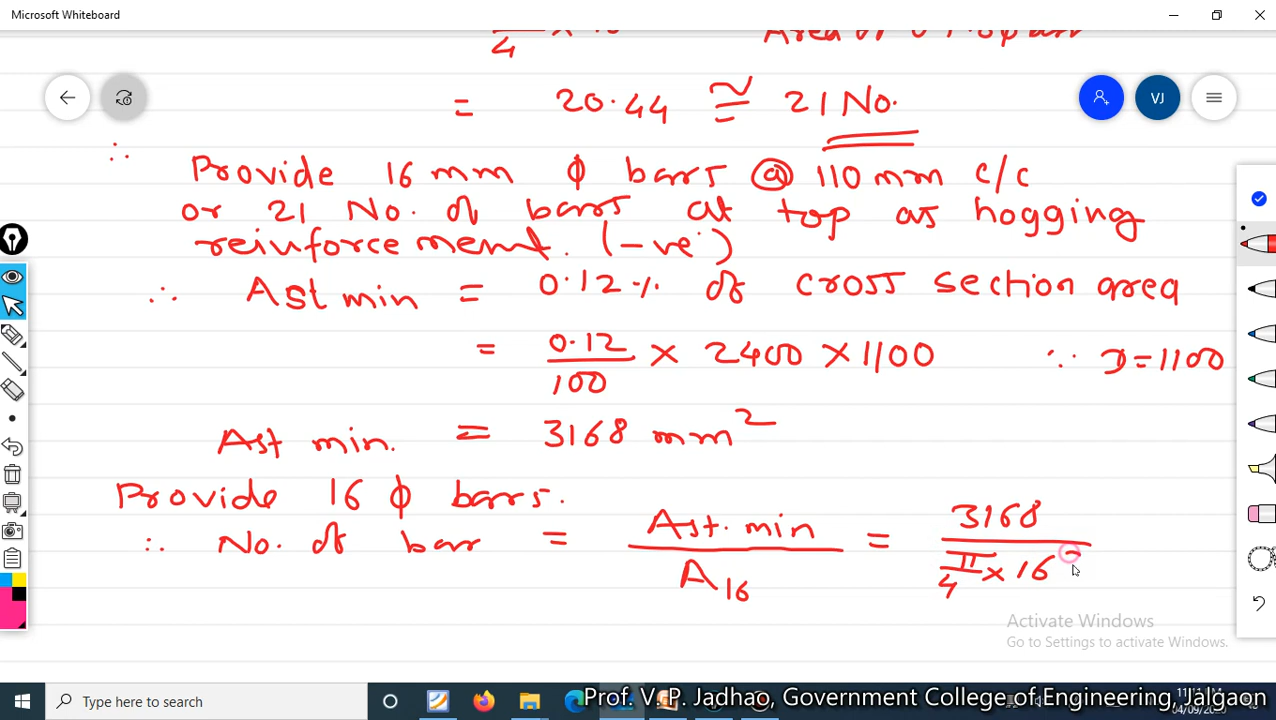 Microsoft Whiteboard
4
= 20.44 ≅ 21 No.
VJ
∴ Provide 16 mm ϕ bars @ 110 mm c/c
or 21 No. of bars at top as hogging
reinforcement. (-ve)
∴ Ast min = 0.12 % of cross section area
= 0.12/100 × 2400 × 1100 ∵ D = 1100
Ast min. = 3168 mm²
Provide 16 ϕ bars.
∴ No. of bar = Ast. min / A16 = 3168 / π/4 × 16²
Activate Windows
Go to Settings to activate Windows.
Type here to search
Prof. V. P. Jadhao, Government College of Engineering, Jalgaon